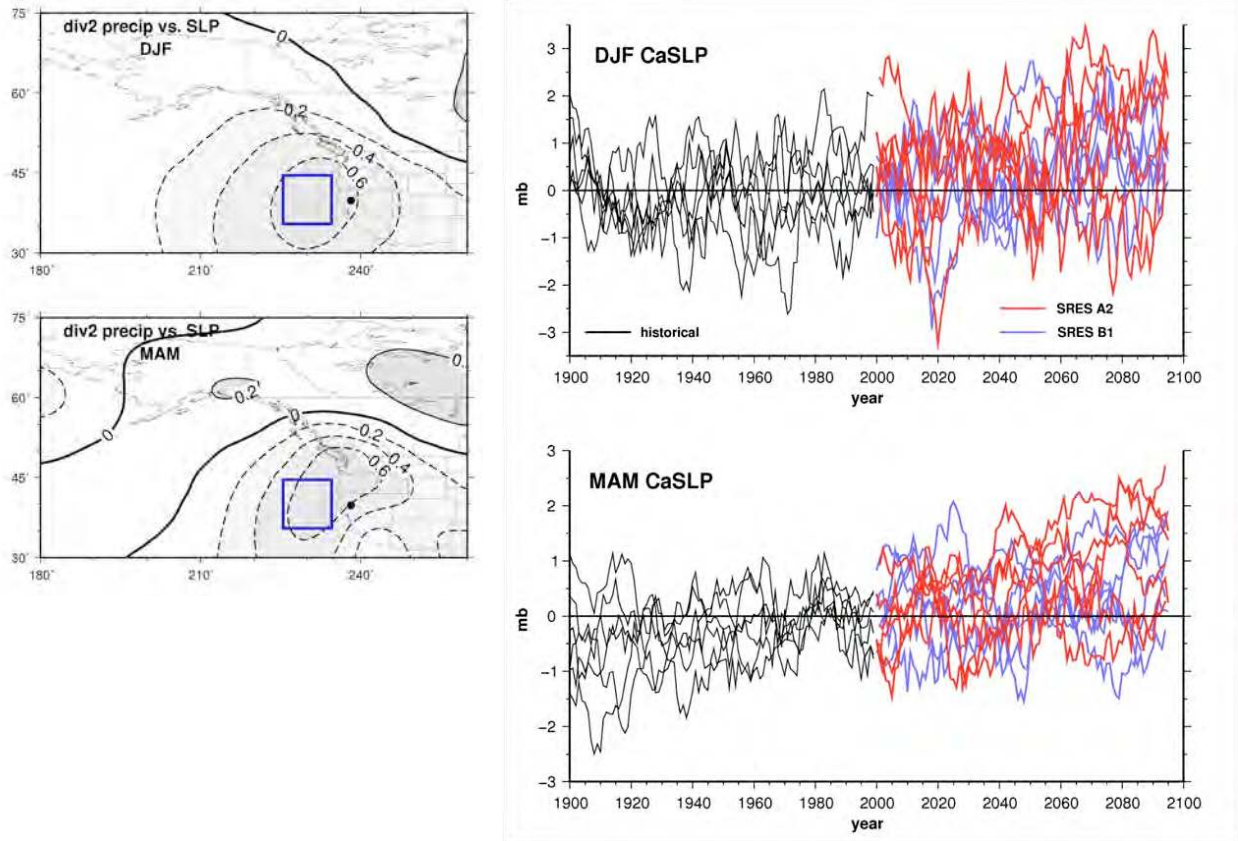 div2 precip vs. SLP
DJF
75°
60°
45°
30°
180°
210°
240°
0
-0.2
-0.4
-0.6
div2 precip vs. SLP
MAM
75°
60°
45°
30°
180°
210°
240°
0
0.2
0
0.
-0.2
-0.4
-0.6
DJF CaSLP
mb
3
2
1
0
-1
-2
-3
historical
SRES A2
SRES B1
1900 1920 1940 1960 1980 2000 2020 2040 2060 2080 2100
year
MAM CaSLP
mb
3
2
1
0
-1
-2
-3
1900 1920 1940 1960 1980 2000 2020 2040 2060 2080 2100
year